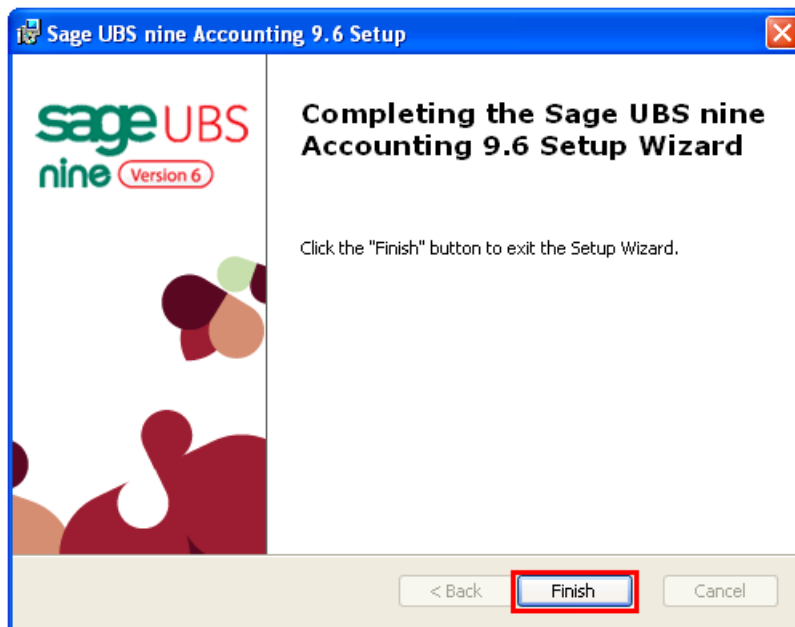 Sage UBS nine Accounting 9.6 Setup
sage UBS
nine Version 6
Completing the Sage UBS nine
Accounting 9.6 Setup Wizard
Click the "Finish" button to exit the Setup Wizard.
< Back Finish Cancel